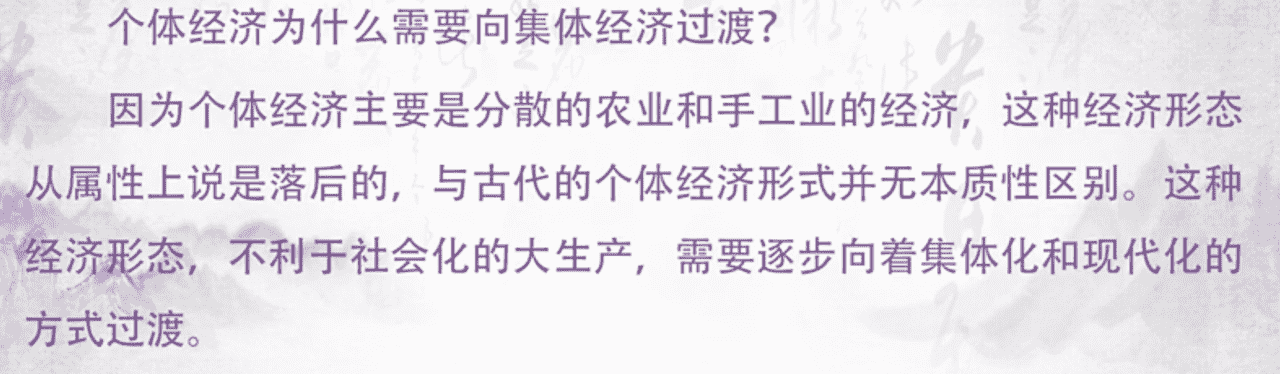 个体经济为什么需要向集体经济过渡？
因为个体经济主要是分散的农业和手工业的经济，这种经济形态
从属性上说是落后的，与古代的个体经济形式并无本质性区别。这种
经济形态，不利于社会化的大生产，需要逐步向着集体化和现代化的
方式过渡。